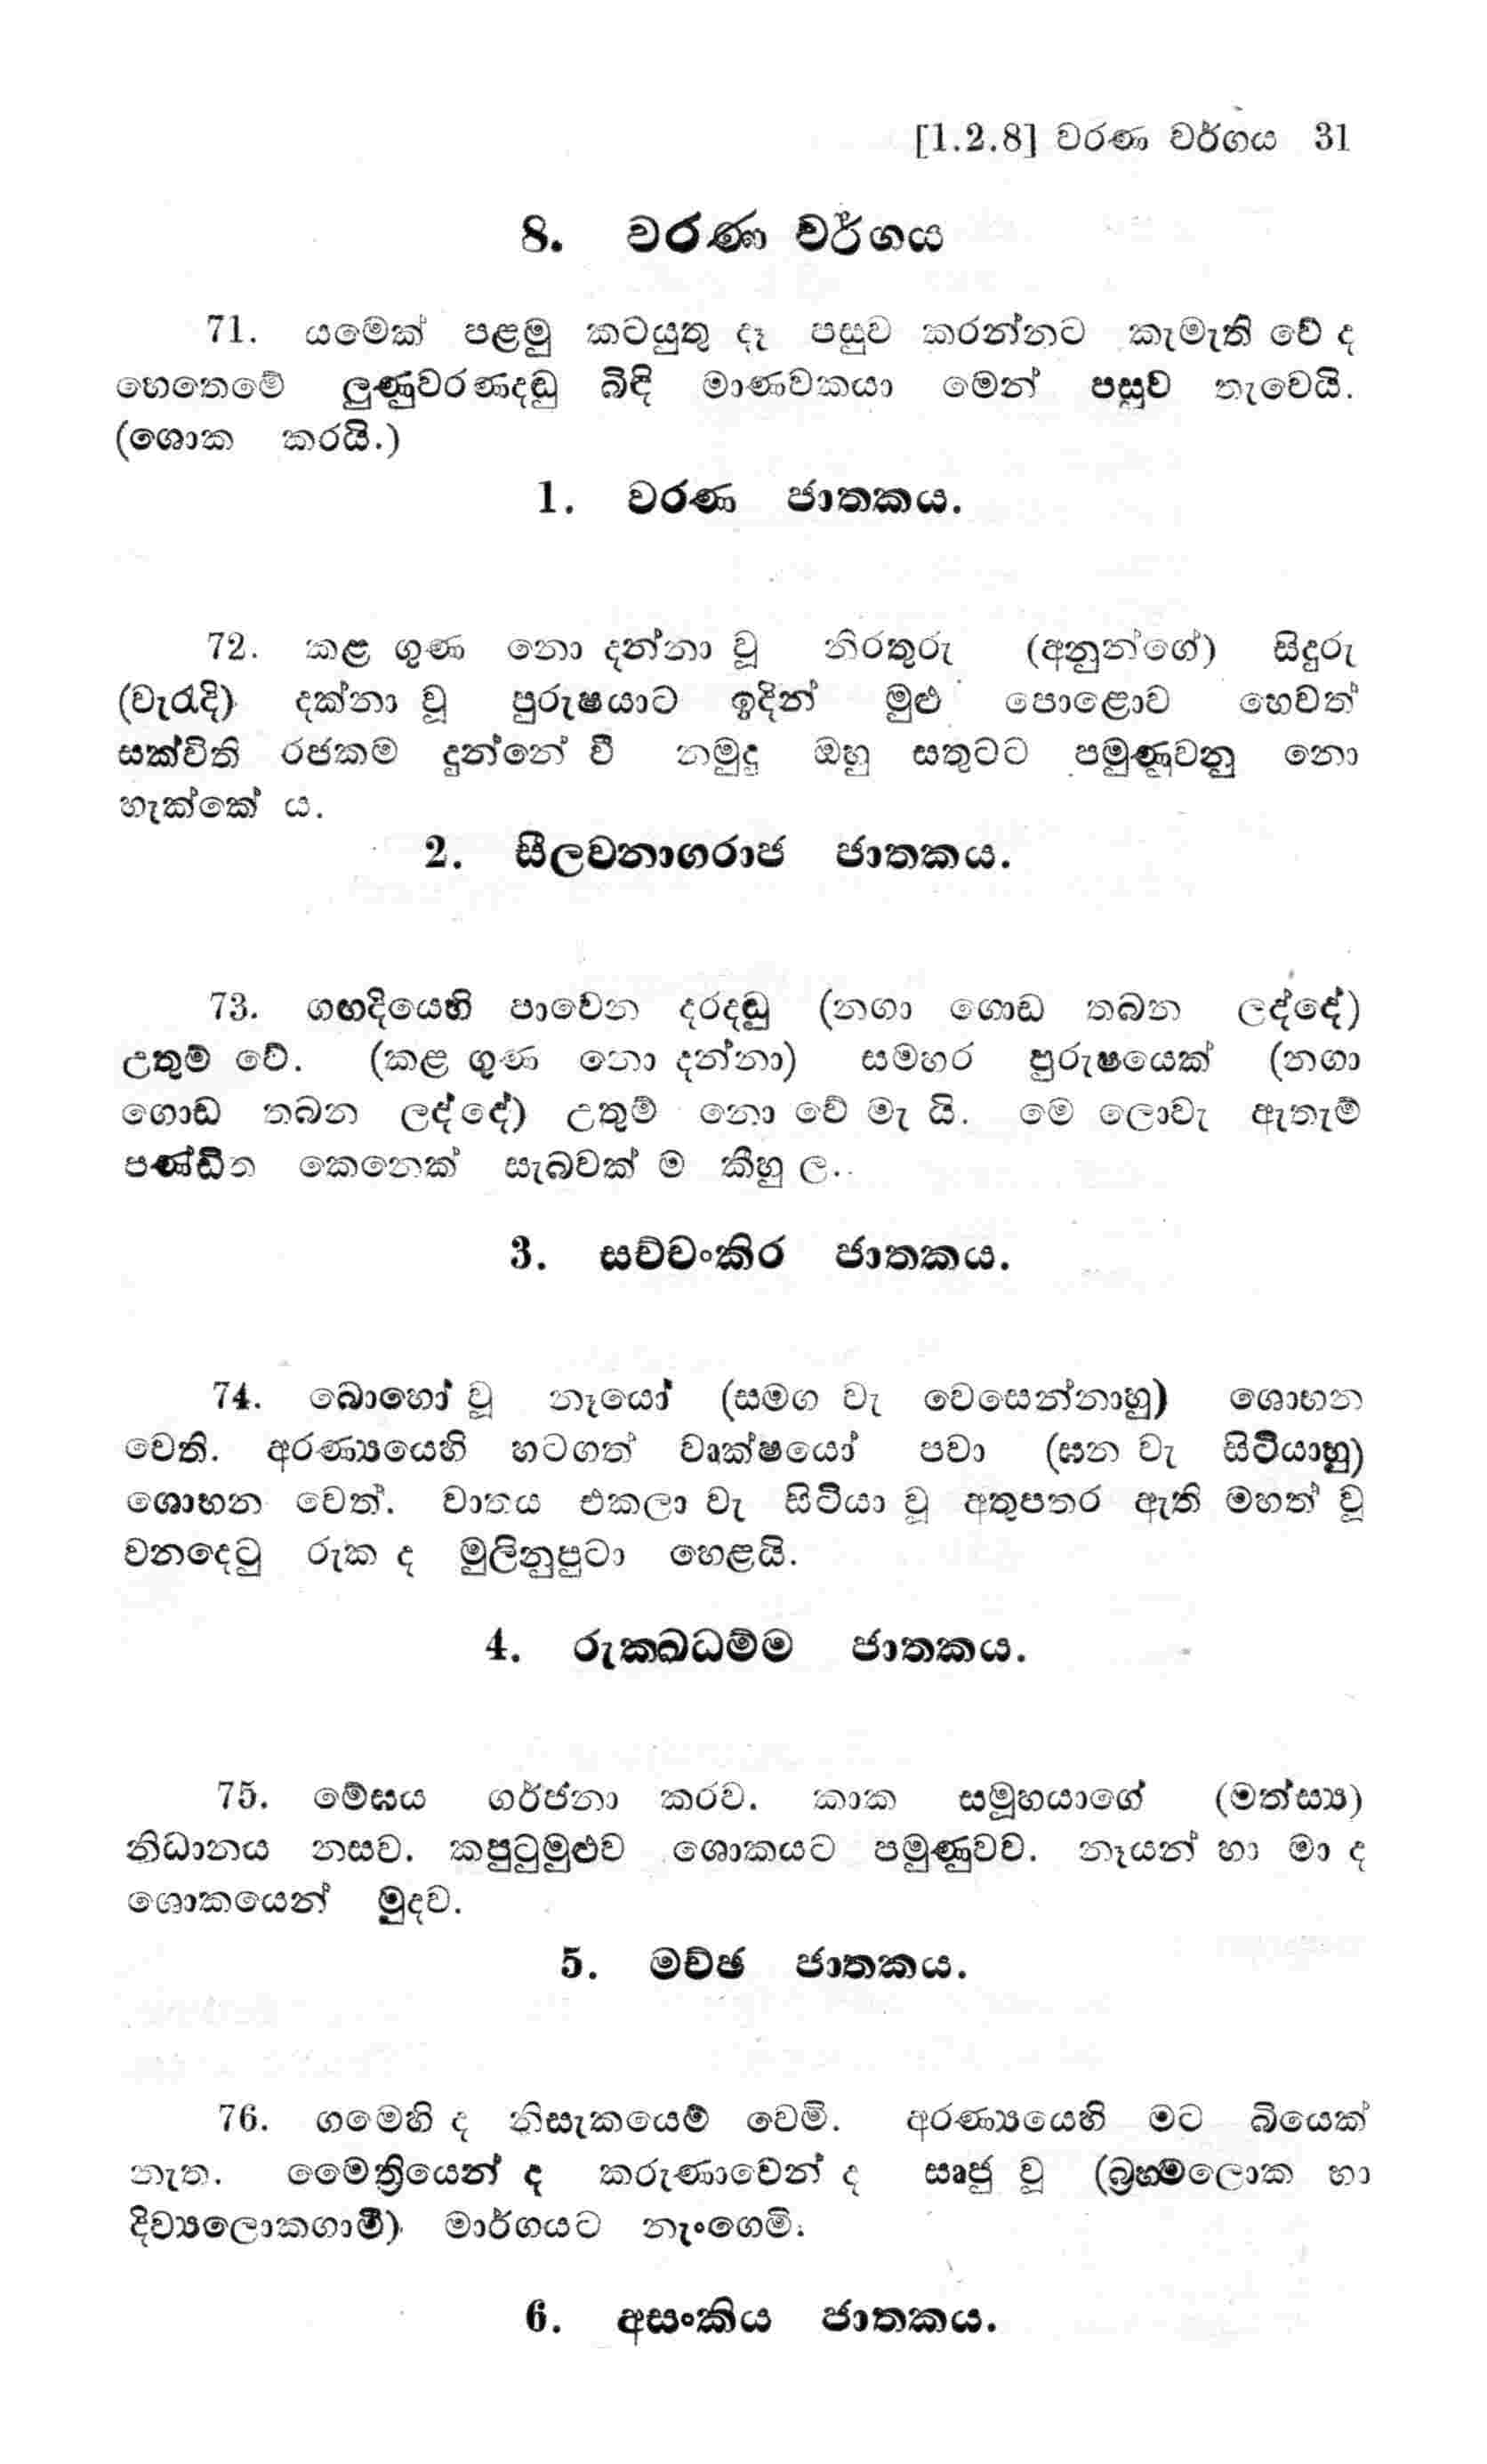 [1.2.8] වරණ වර්ගය 31
8. වරණ වර්ගය
71. යමෙක් පළමු කටයුතු දෑ පසුව කරන්නට කැමැති වේ ද
හෙතෙමේ ලුණුවරණදඬු බිඳි මාණවකයා මෙන් පසුව තැවෙයි.
(ශොක කරයි.)
1. වරණ ජාතකය.
72. කළ ගුණ නො දන්නා වූ නිරතුරු (අනුන්ගේ) සිදුරු
(වැරැදි) දක්නා වූ පුරුෂයාට ඉදින් මුළු පොළොව හෙවත්
සක්විති රජකම දුන්නේ වී නමුදු ඔහු සතුටට පමුණුවනු නො
හැක්කේ ය.
2. සීලවනාගරාජ ජාතකය.
73. ගඟදියෙහි පාවෙන දරදඬු (නගා ගොඩ තබන ලද්දේ)
උතුම් වේ. (කළ ගුණ නො දන්නා) සමහර පුරුෂයෙක් (නගා
ගොඩ තබන ලද්දේ) උතුම් නො වේ මැ යි. මෙ ලොවැ ඇතැම්
පණ්ඩිත කෙනෙක් සැබවක් ම කීහු ල.
3. සච්චංකිර ජාතකය.
74. බොහෝ වූ නෑයෝ (සමග වැ වෙසෙන්නාහු) ශොභන
වෙති. අරණ්‍යයෙහි හටගත් වෘක්ෂයෝ පවා (ඝන වැ සිටියාහු)
ශොභන වෙත්. වාතය එකලා වැ සිටියා වූ අතුපතර ඇති මහත් වූ
වනදෙටු රුක ද මුලිනුපුටා හෙළයි.
4. රුක්ඛධම්ම ජාතකය.
75. මේඝය ගර්ජනා කරව. කාක සමූහයාගේ (මත්ස්‍ය)
නිධානය නසව. කපුටුමුළුව ශොකයට පමුණුවව. නෑයන් හා මා ද
ශොකයෙන් මුදව.
5. මච්ඡ ජාතකය.
76. ගමෙහි ද නිසැකයෙම් වෙමි. අරණ්‍යයෙහි මට බියෙක්
නැත. මෛත්‍රියෙන් ද කරුණාවෙන් ද සෘජු වූ (බ්‍රහ්මලොක හා
දිව්‍යලොකගාමී) මාර්ගයට නැංගෙමි.
6. අසංකිය ජාතකය.